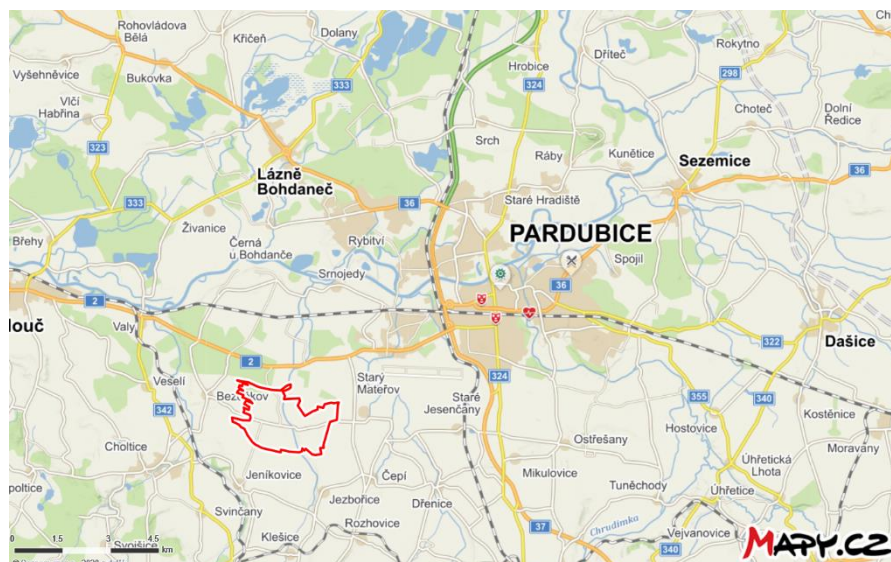 Rohovládova
Bělá
Křičeň
Dolany
Dříteč
Rokytno
Hrobice
Vyšehněvice
Bukovka
333
324
298
Vlčí
Habřina
Choteč
Dolní
Ředice
323
Srch
Ráby
Kunětice
Sezemice
Lázně
Bohdaneč
36
36
333
Staré Hradiště
Živanice
Černá
u Bohdanče
Rybitví
PARDUBICE
Břehy
Srnojedy
Spojil
36
2
louč
Valy
322
Dašice
2
Veselí
Starý
Mateřov
324
355
342
Staré
Jesenčany
340
Kostěnice
Choltice
Ostřešany
Hostovice
Moravany
Jeníkovice
Čepí
Mikulovice
Úhřetická
Lhota
Tuněchody
Úhřetice
Jezbořice
Dřenice
Svinčany
Rozhovice
37
Chrudimka
Klešice
Vejvanovice
340
0 1.5 3 4.5
km
MAPY.CZ